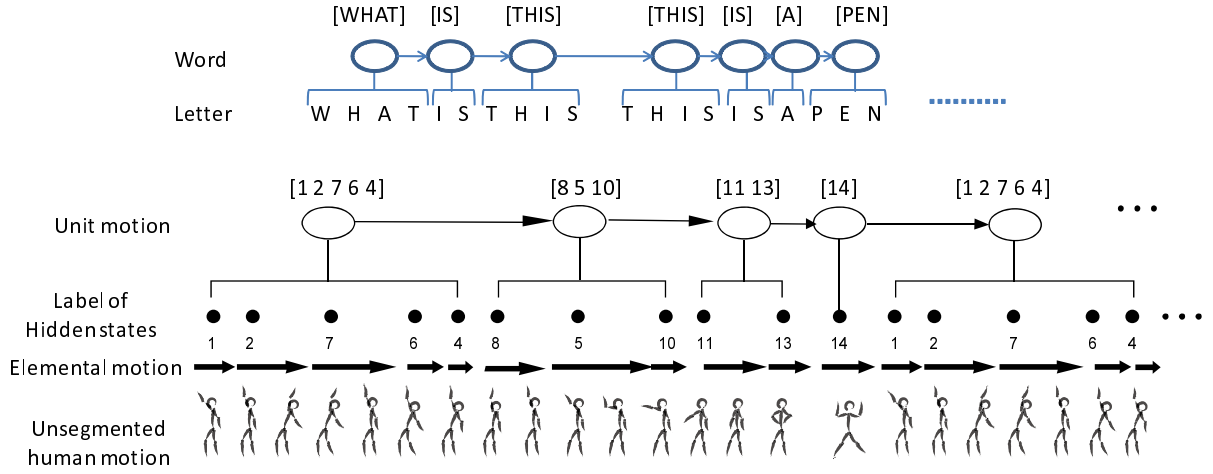 [WHAT] [IS] [THIS] [THIS] [IS] [A] [PEN]
Word
Letter W H A T I S T H I S T H I S I S A P E N
[1 2 7 6 4] [8 5 10] [11 13] [14] [1 2 7 6 4]
Unit motion
Label of
Hidden states
1 2 7 6 4 8 5 10 11 13 14 1 2 7 6 4
Elemental motion
Unsegmented
human motion